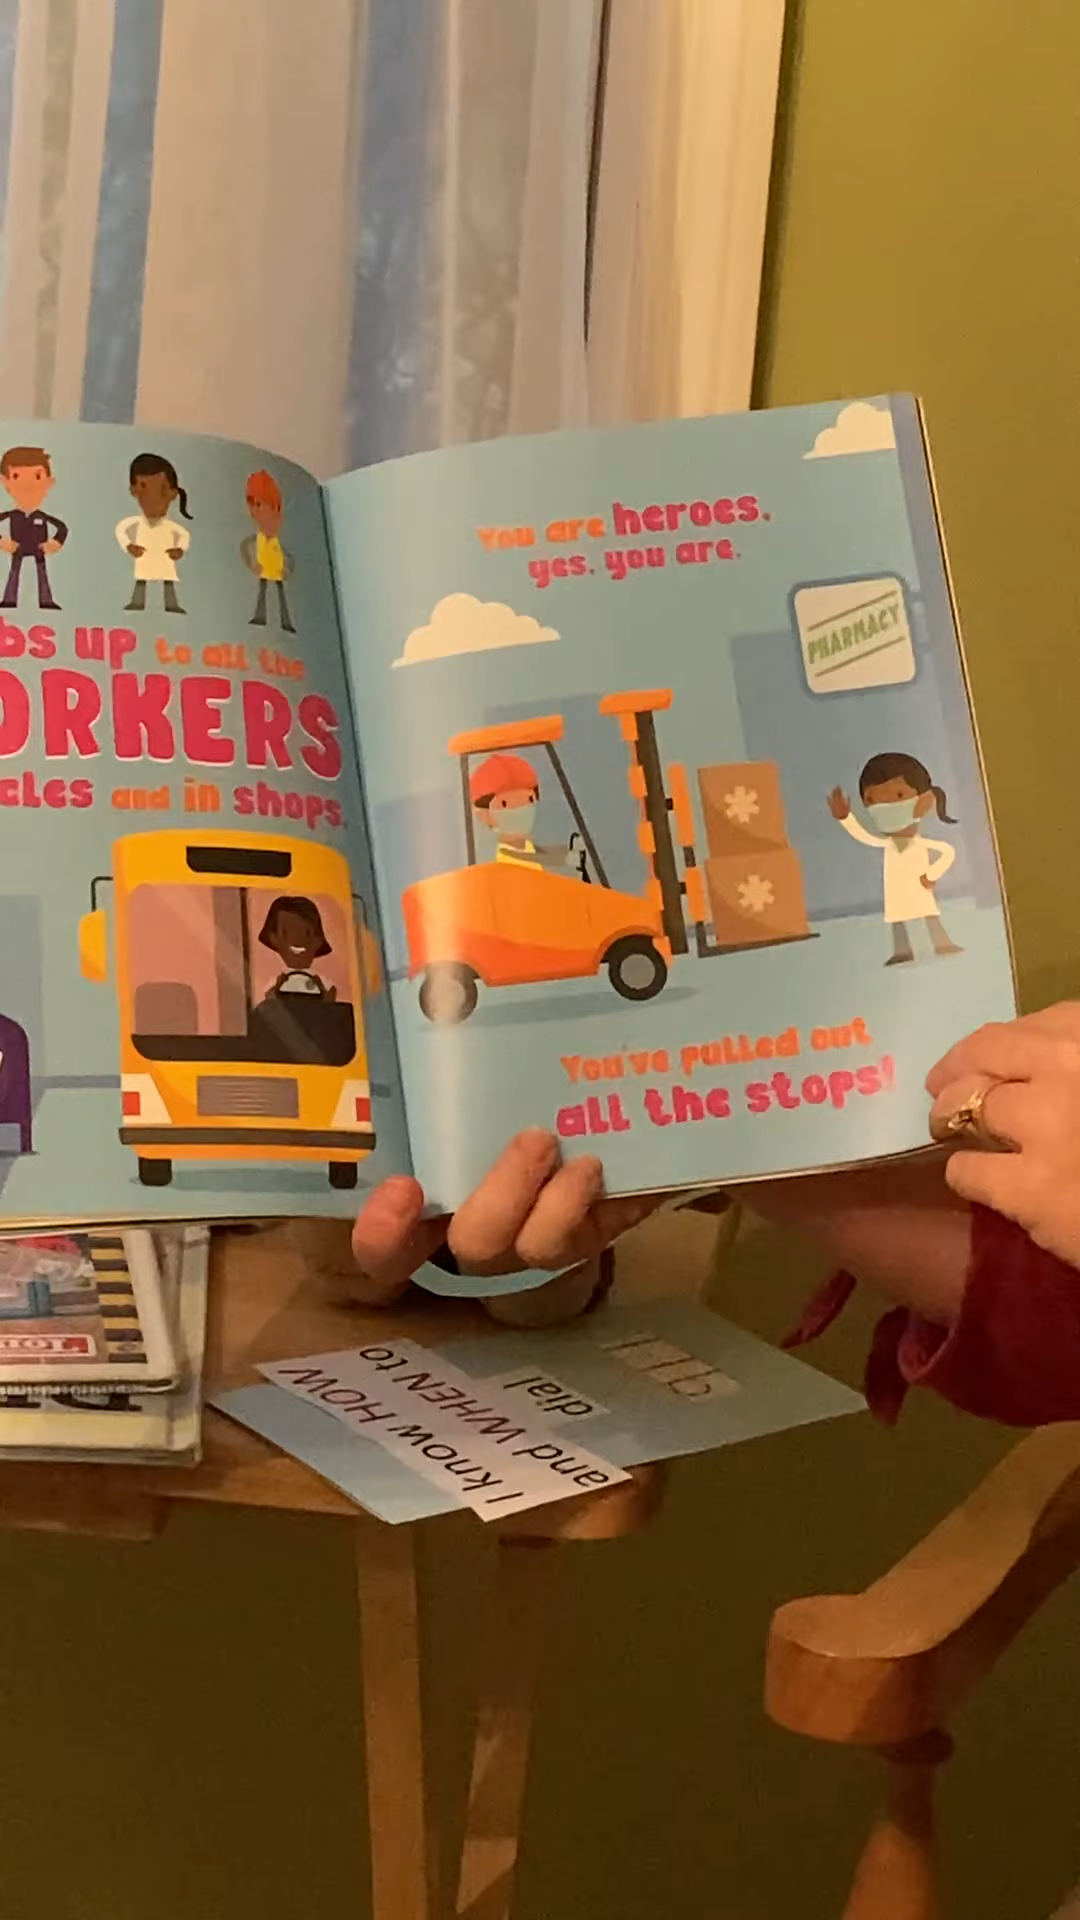 bs up to all the
ORKERS
cles and in shops.
You are heroes,
yes, you are.
PHARMACY
You've pulled out
all the stops!
I know HOW
and WHEN to
dial
911